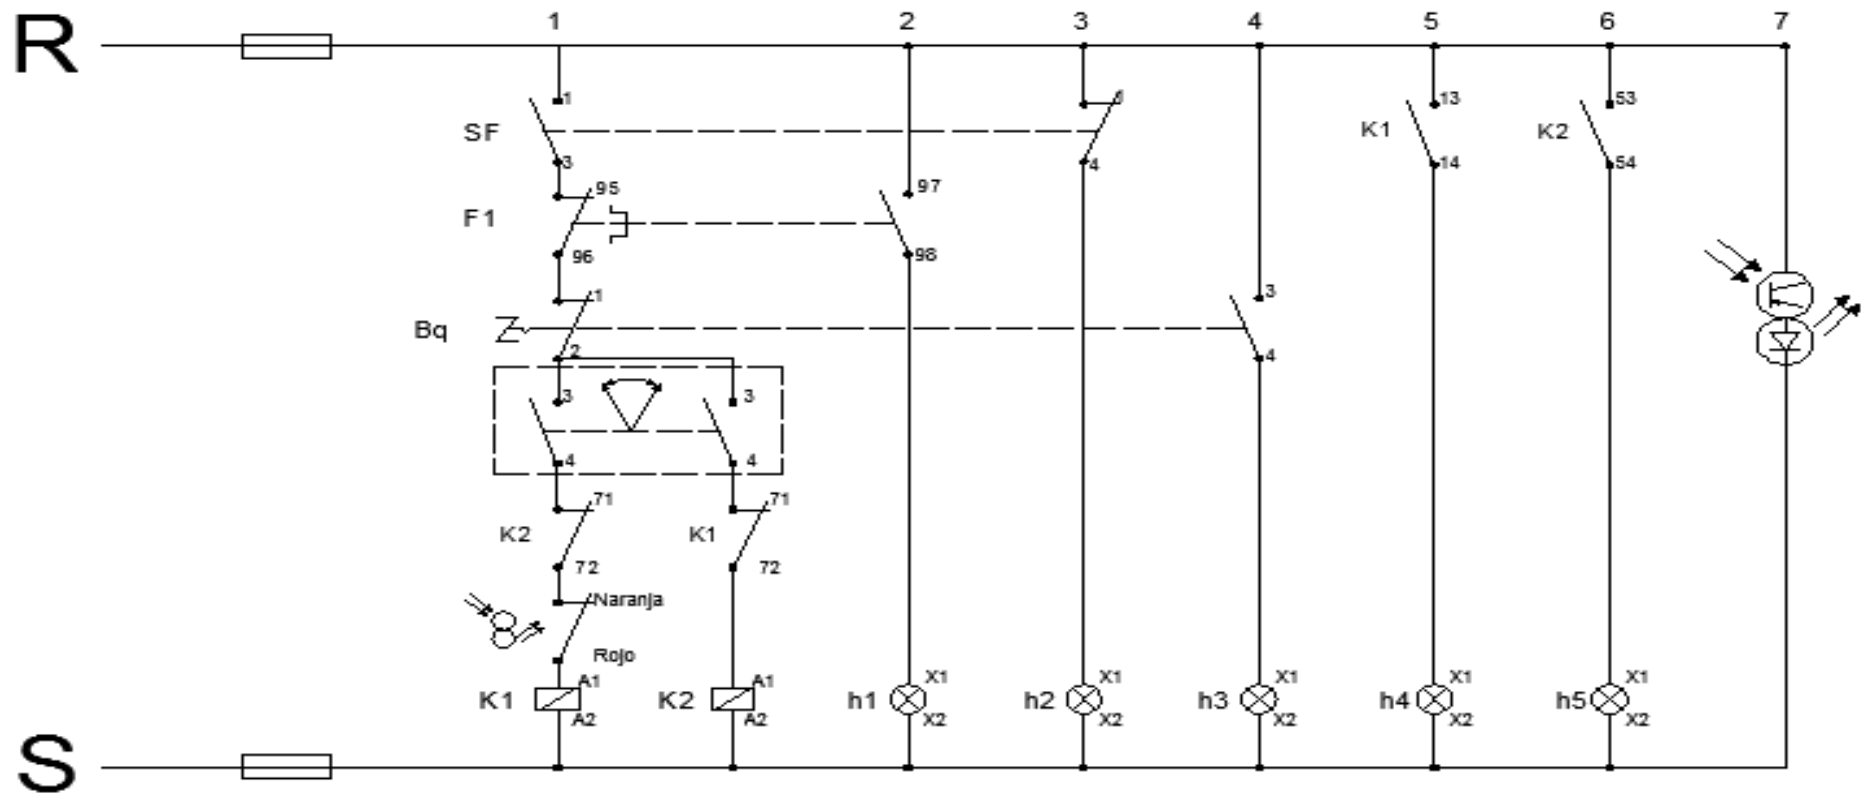 R 1 2 3 4 5 6 7
1 13 53
SF K1 K2
3 4 14 54
95 97
F1
96 98
1 3
Bq
2 4
3 3
4 4
71 71
K2 K1
72 72
Naranja
Rojo
A1 A1 X1 X1 X1 X1 X1
K1 K2 h1 h2 h3 h4 h5
A2 A2 X2 X2 X2 X2 X2
S